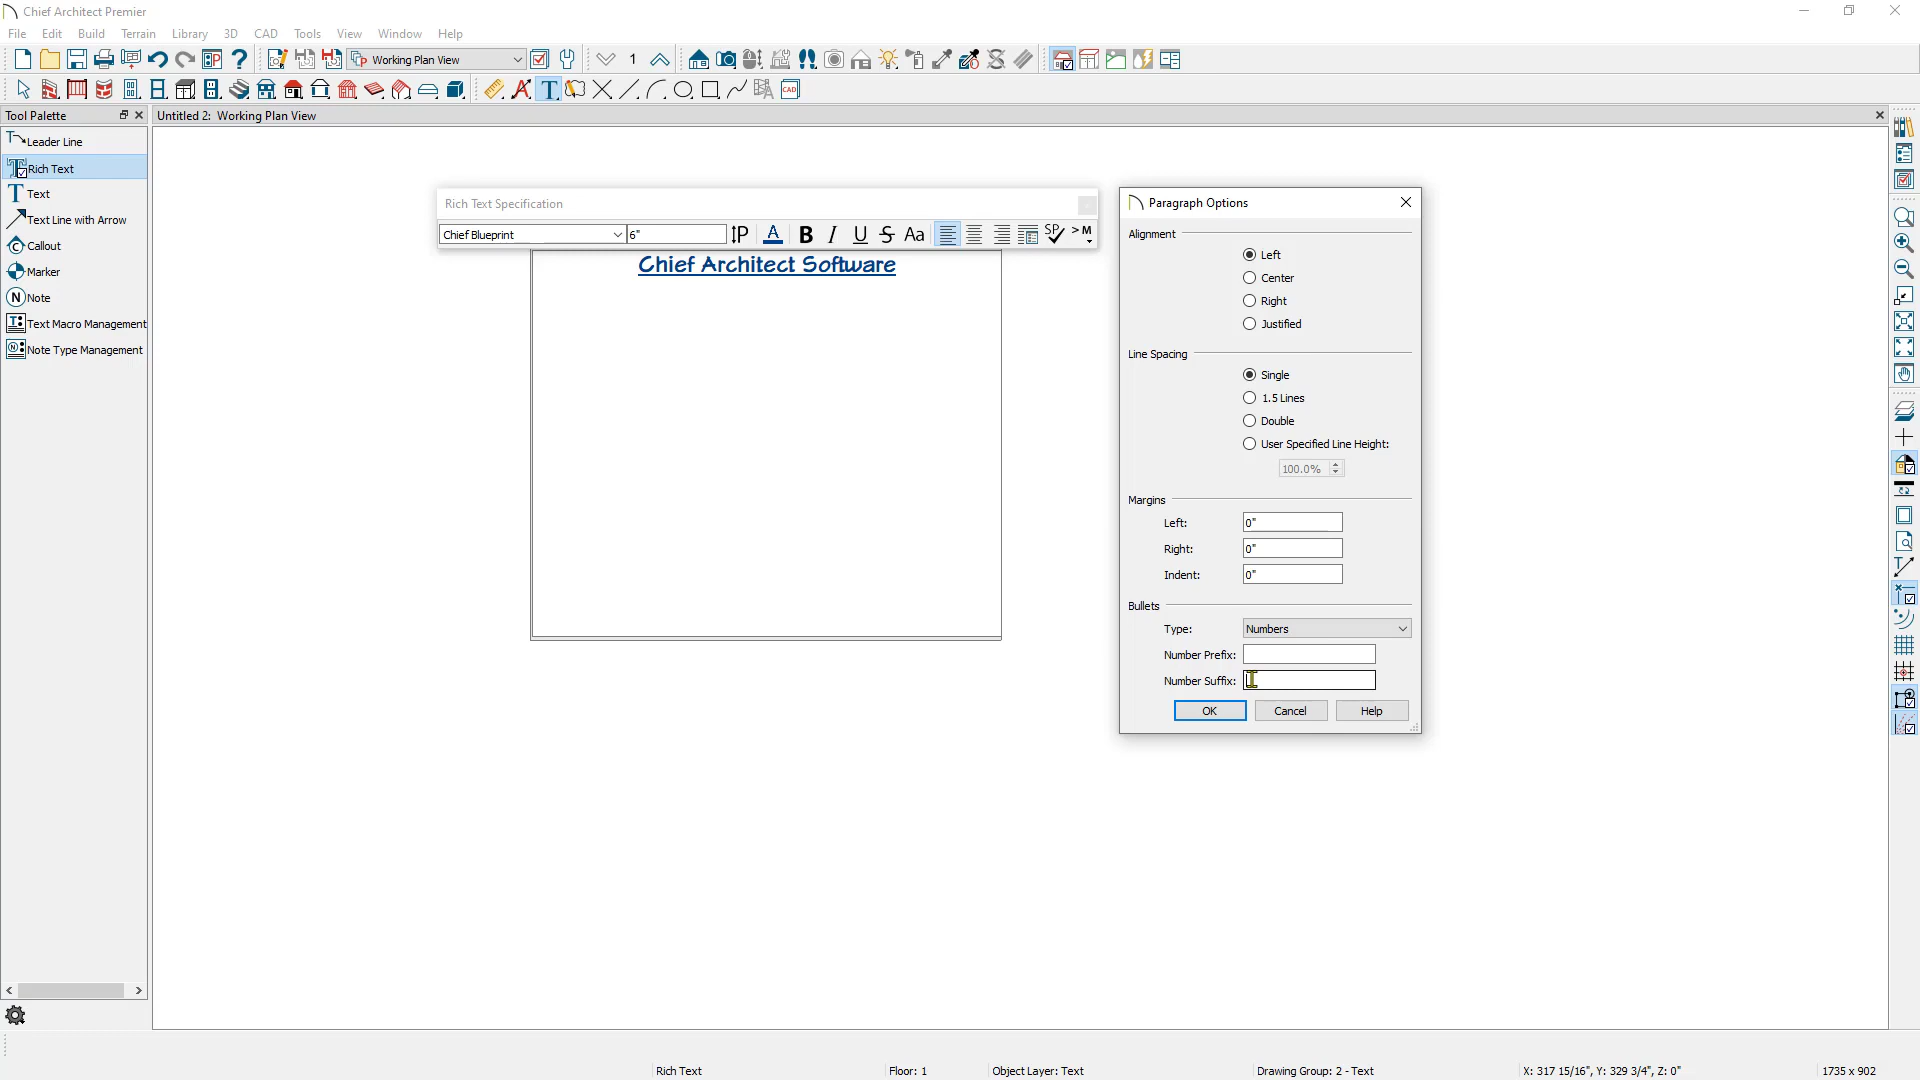 Chief Architect Premier
File Edit Build Terrain Library 3D CAD Tools View Window Help
Working Plan View
1
CAD
Tool Palette
Untitled 2: Working Plan View
Leader Line
Rich Text
Text
Text Line with Arrow
Callout
Marker
Note
Text Macro Management
Note Type Management
Rich Text Specification
Chief Blueprint
6"
Chief Architect Software
Paragraph Options
Alignment
Left
Center
Right
Justified
Line Spacing
Single
1.5 Lines
Double
User Specified Line Height:
100.0%
Margins
Left: 0"
Right: 0"
Indent: 0"
Bullets
Type: Numbers
Number Prefix:
Number Suffix:
OK Cancel Help
Rich Text Floor: 1 Object Layer: Text Drawing Group: 2 - Text X: 317 15/16", Y: 329 3/4", Z: 0" 1735 x 902